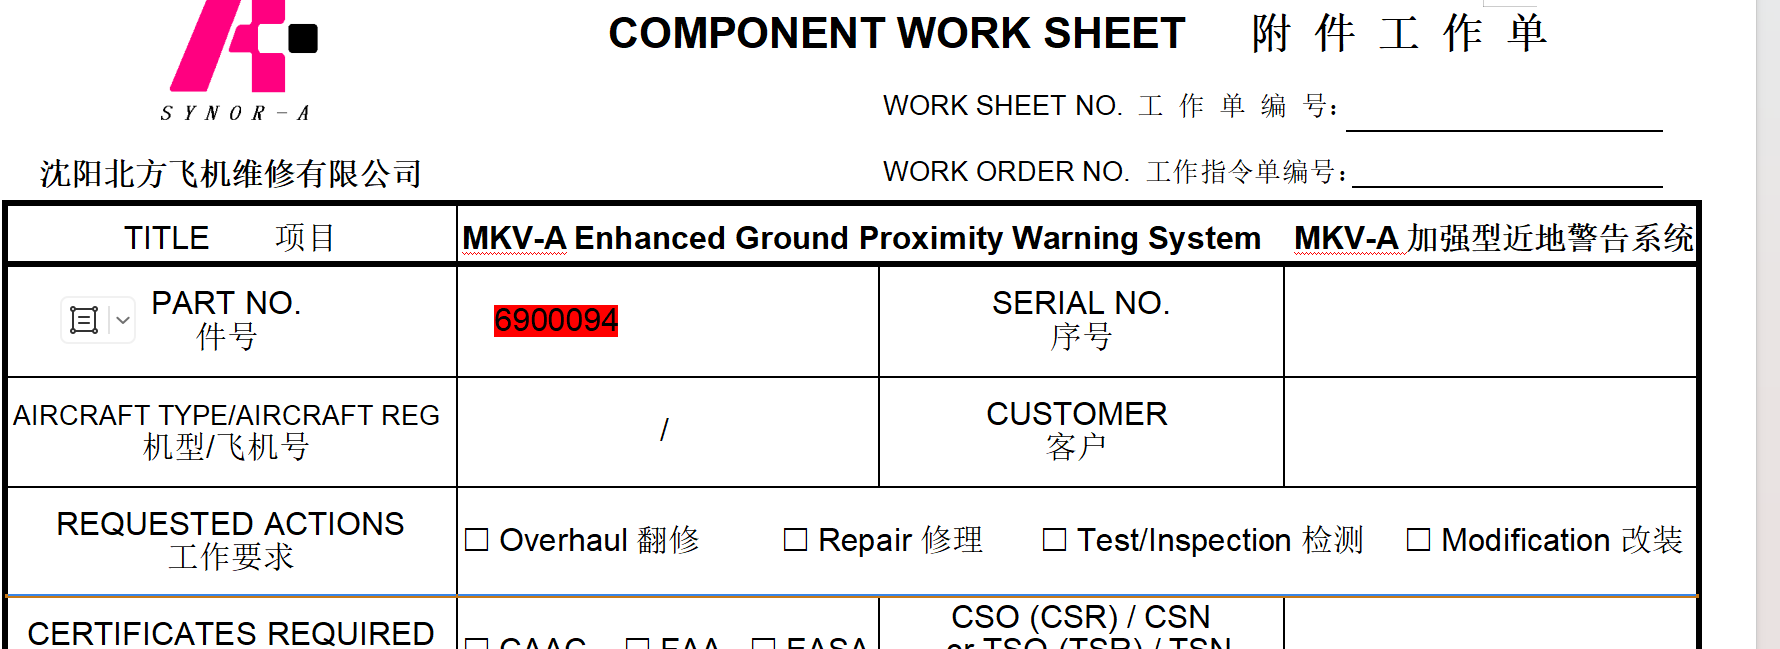 COMPONENT WORK SHEET 附 件 工 作 单
SYNOR-A
WORK SHEET NO. 工 作 单 编 号：
沈阳北方飞机维修有限公司
WORK ORDER NO. 工作指令单编号：
TITLE 项目
MKV-A Enhanced Ground Proximity Warning System MKV-A 加强型近地警告系统
PART NO.
件号
6900094
SERIAL NO.
序号
AIRCRAFT TYPE/AIRCRAFT REG
机型/飞机号
/
CUSTOMER
客户
REQUESTED ACTIONS
工作要求
☐ Overhaul 翻修 ☐ Repair 修理 ☐ Test/Inspection 检测 ☐ Modification 改装
CERTIFICATES REQUIRED
☐ CAAC ☐ FAA ☐ EASA
CSO (CSR) / CSN
or TSO (TSR) / TSN